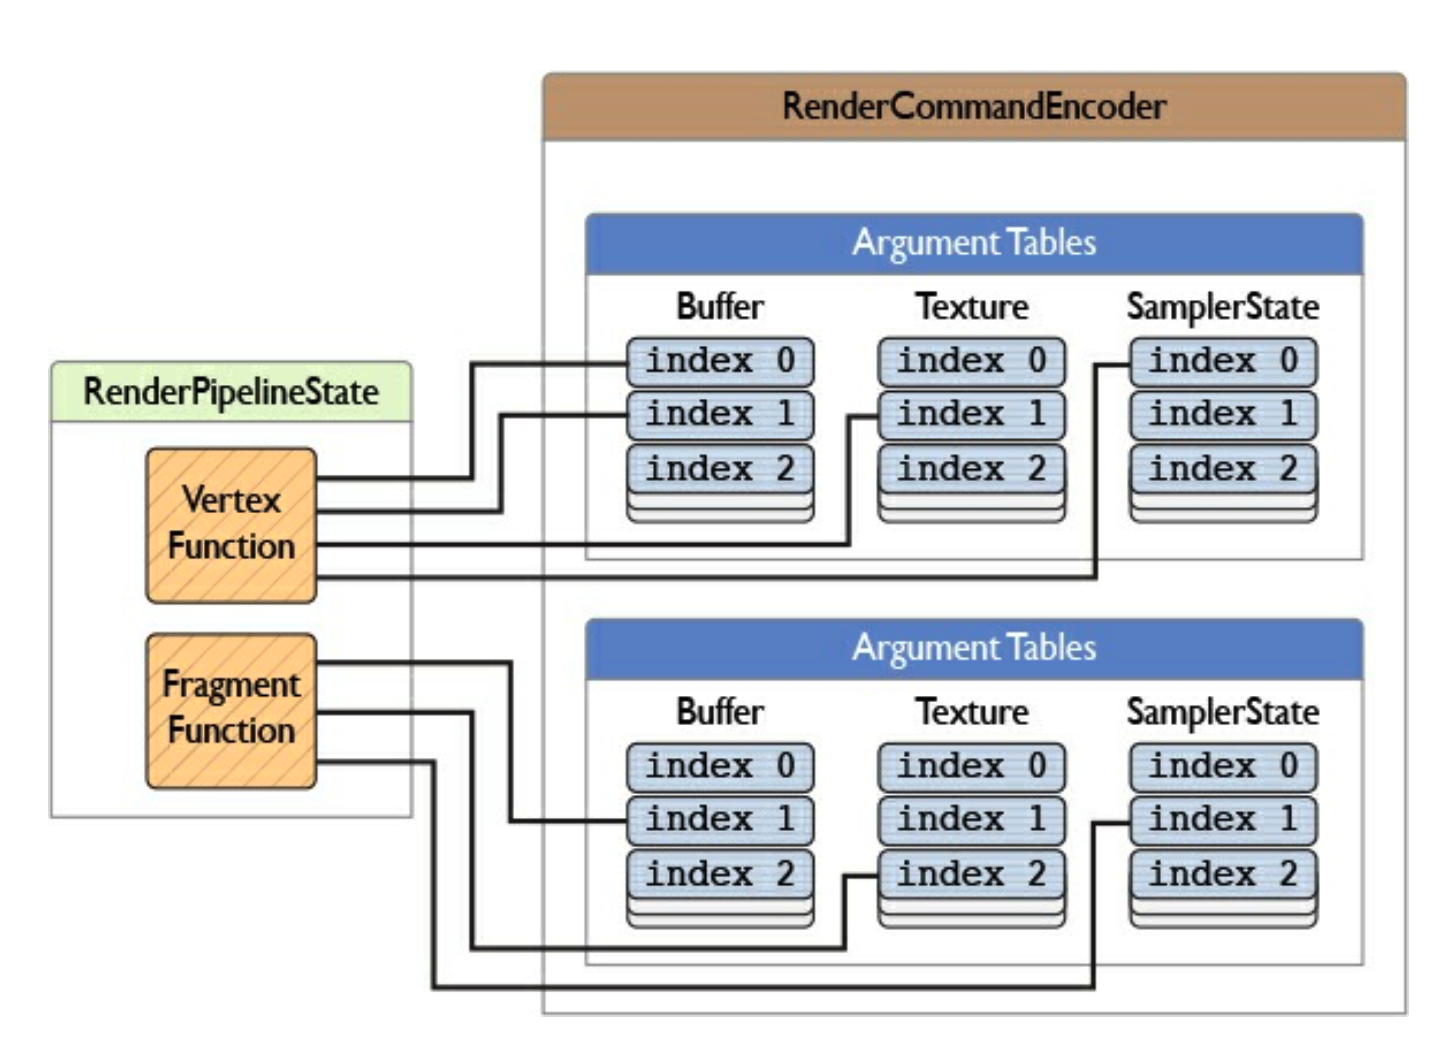 RenderCommandEncoder
Argument Tables
Buffer Texture SamplerState
index 0 index 0 index 0
index 1 index 1 index 1
index 2 index 2 index 2
RenderPipelineState
Vertex
Function
Fragment
Function
Argument Tables
Buffer Texture SamplerState
index 0 index 0 index 0
index 1 index 1 index 1
index 2 index 2 index 2